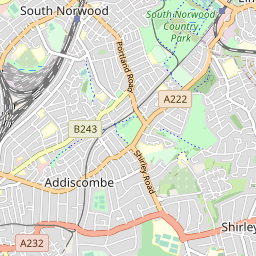 South Norwood
South Norwood
Country
Park
Portland Road
A222
B243
Shirley Road
Addiscombe
Shirley
A232